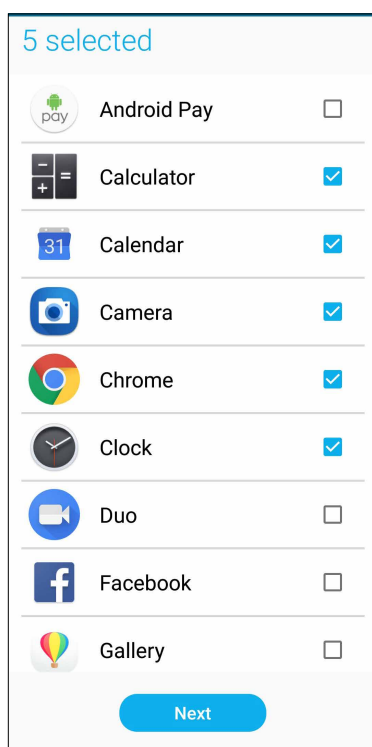 5 selected
pay
Android Pay
Calculator
31
Calendar
Camera
Chrome
Clock
Duo
Facebook
Gallery
Next